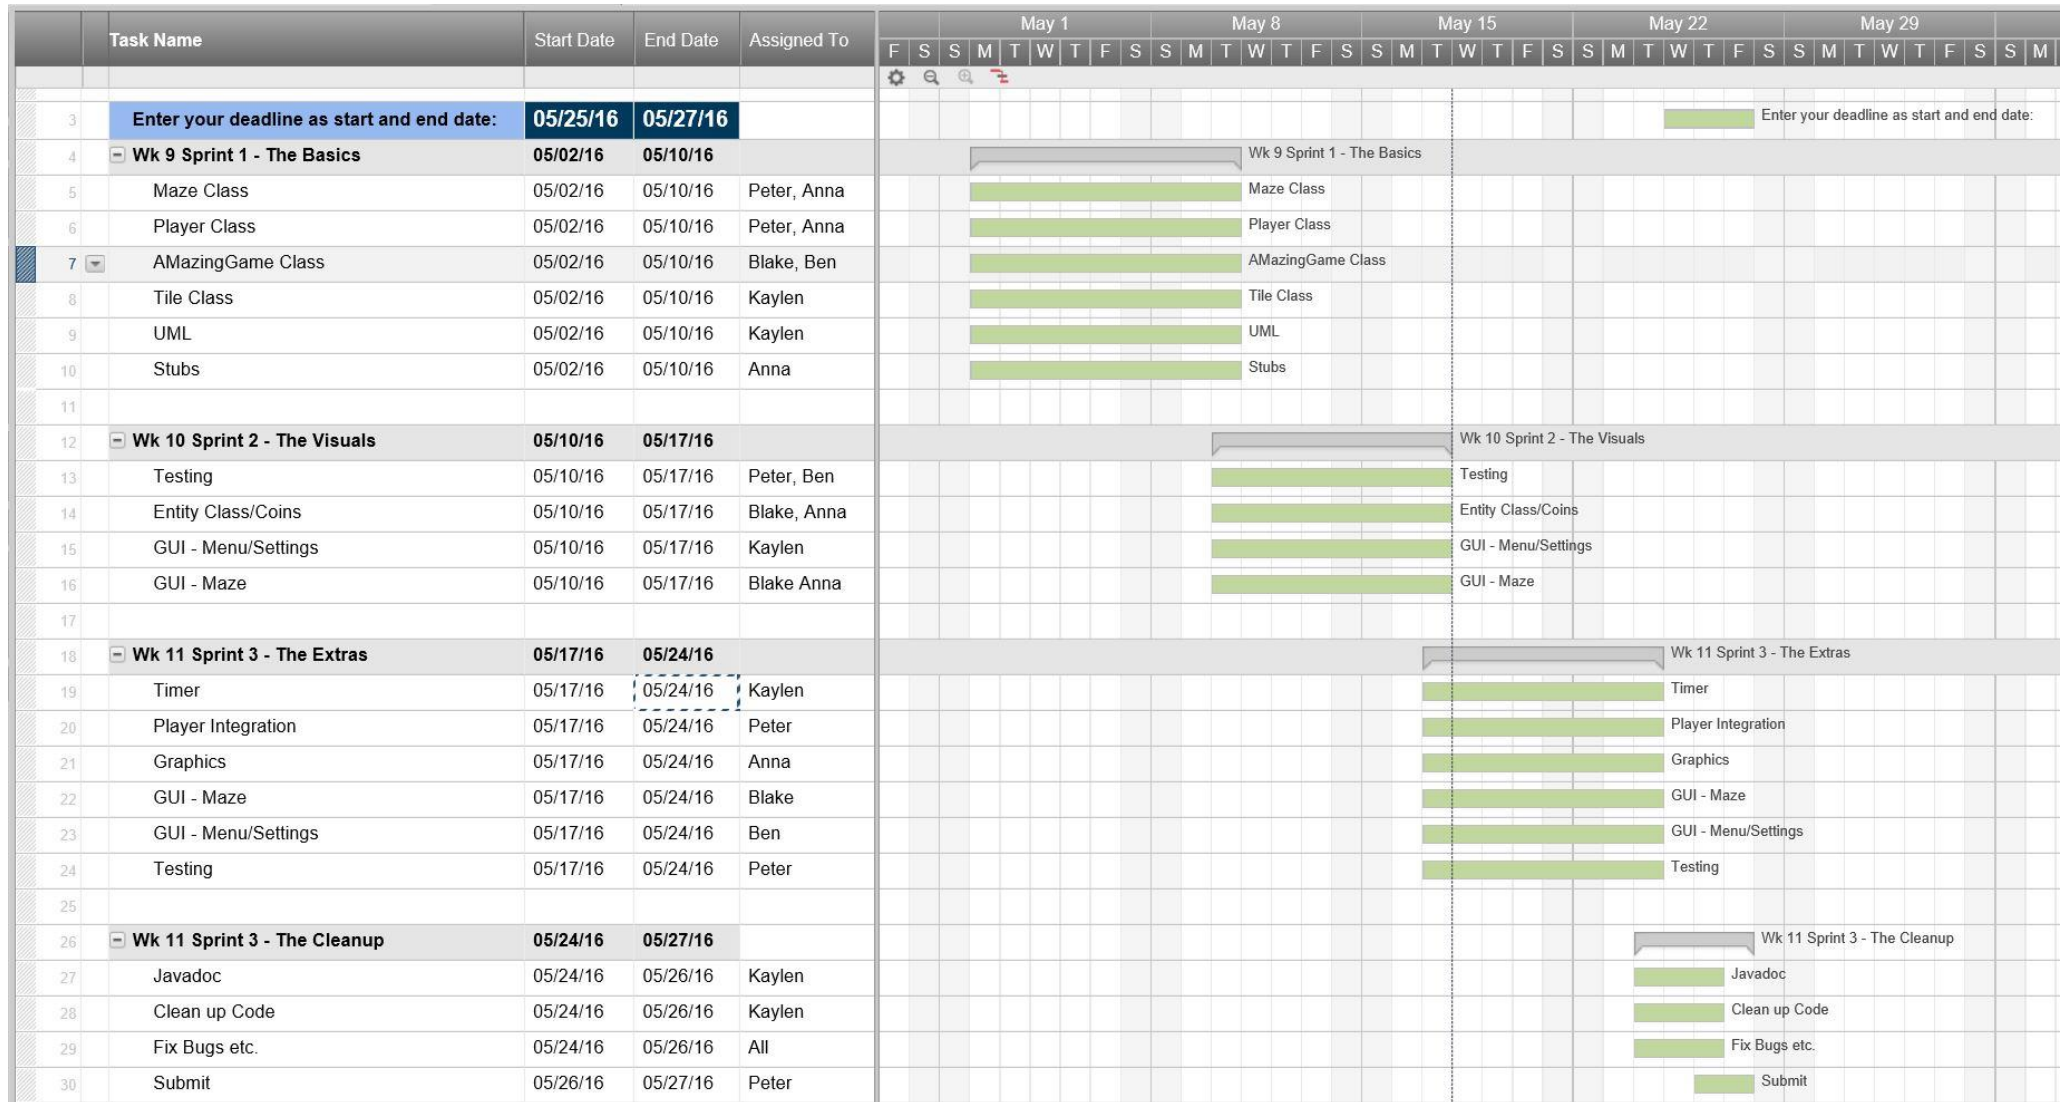 May 1 May 8 May 15 May 22 May 29
Task Name Start Date End Date Assigned To
F S S M T W T F S S M T W T F S S M T W T F S S M T W T F S S M T W T F S S M
3 Enter your deadline as start and end date: 05/25/16 05/27/16 Enter your deadline as start and end date:
4 Wk 9 Sprint 1 - The Basics 05/02/16 05/10/16 Wk 9 Sprint 1 - The Basics
5 Maze Class 05/02/16 05/10/16 Peter, Anna Maze Class
6 Player Class 05/02/16 05/10/16 Peter, Anna Player Class
7 AMazingGame Class 05/02/16 05/10/16 Blake, Ben AMazingGame Class
8 Tile Class 05/02/16 05/10/16 Kaylen Tile Class
9 UML 05/02/16 05/10/16 Kaylen UML
10 Stubs 05/02/16 05/10/16 Anna Stubs
11
12 Wk 10 Sprint 2 - The Visuals 05/10/16 05/17/16 Wk 10 Sprint 2 - The Visuals
13 Testing 05/10/16 05/17/16 Peter, Ben Testing
14 Entity Class/Coins 05/10/16 05/17/16 Blake, Anna Entity Class/Coins
15 GUI - Menu/Settings 05/10/16 05/17/16 Kaylen GUI - Menu/Settings
16 GUI - Maze 05/10/16 05/17/16 Blake Anna GUI - Maze
17
18 Wk 11 Sprint 3 - The Extras 05/17/16 05/24/16 Wk 11 Sprint 3 - The Extras
19 Timer 05/17/16 05/24/16 Kaylen Timer
20 Player Integration 05/17/16 05/24/16 Peter Player Integration
21 Graphics 05/17/16 05/24/16 Anna Graphics
22 GUI - Maze 05/17/16 05/24/16 Blake GUI - Maze
23 GUI - Menu/Settings 05/17/16 05/24/16 Ben GUI - Menu/Settings
24 Testing 05/17/16 05/24/16 Peter Testing
25
26 Wk 11 Sprint 3 - The Cleanup 05/24/16 05/27/16 Wk 11 Sprint 3 - The Cleanup
27 Javadoc 05/24/16 05/26/16 Kaylen Javadoc
28 Clean up Code 05/24/16 05/26/16 Kaylen Clean up Code
29 Fix Bugs etc. 05/24/16 05/26/16 All Fix Bugs etc.
30 Submit 05/26/16 05/27/16 Peter Submit